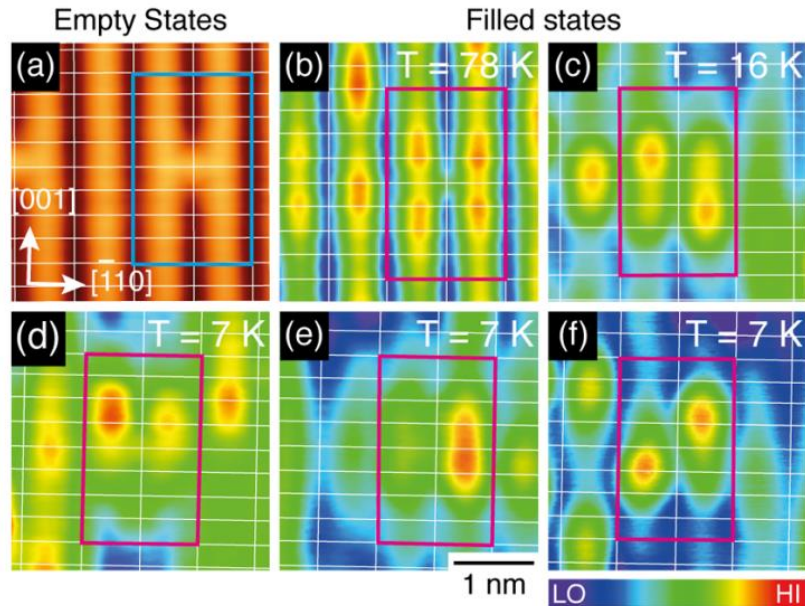 Empty States
Filled states
(a)
(b) T = 78 K
(c) T = 16 K
[001]
[1̄10]
(d) T = 7 K
(e) T = 7 K
(f) T = 7 K
1 nm
LO HI